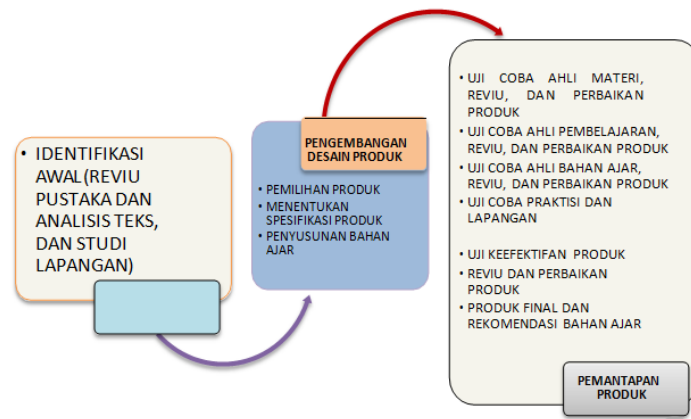 • IDENTIFIKASI
AWAL(REVIU
PUSTAKA DAN
ANALISIS TEKS,
DAN STUDI
LAPANGAN)
PENGEMBANGAN
DESAIN PRODUK
• PEMILIHAN PRODUK
• MENENTUKAN
SPESIFIKASI PRODUK
• PENYUSUNAN BAHAN
AJAR
• UJI COBA AHLI MATERI,
REVIU, DAN PERBAIKAN
PRODUK
• UJI COBA AHLI PEMBELAJARAN,
REVIU, DAN PERBAIKAN PRODUK
• UJI COBA AHLI BAHAN AJAR,
REVIU, DAN PERBAIKAN PRODUK
• UJI COBA PRAKTISI DAN
LAPANGAN
• UJI KEEFEKTIFAN PRODUK
• REVIU DAN PERBAIKAN
PRODUK
• PRODUK FINAL DAN
REKOMENDASI BAHAN AJAR
PEMANTAPAN
PRODUK